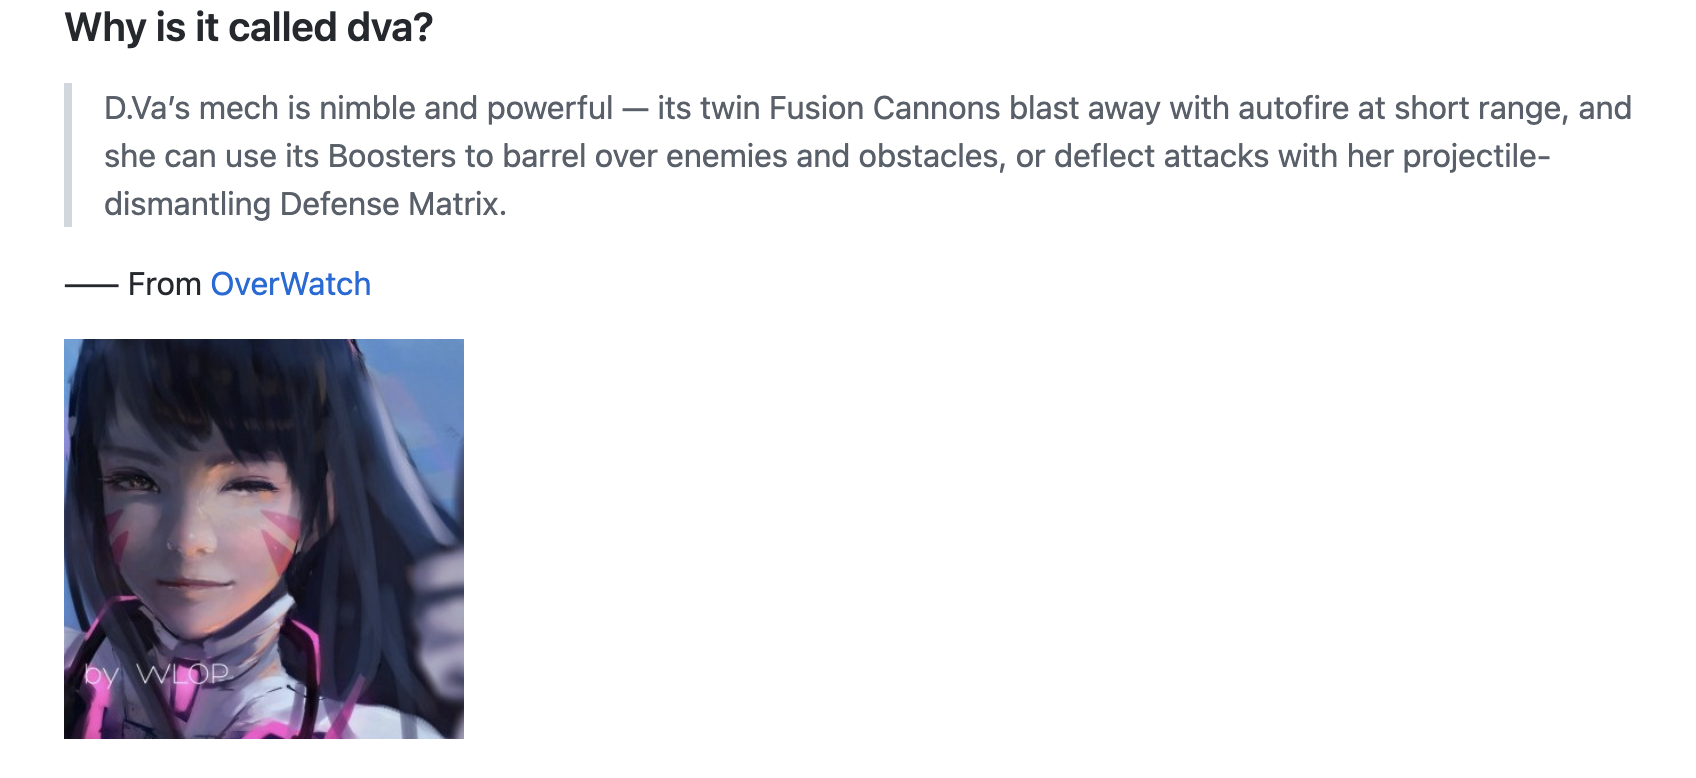 Why is it called dva?
D.Va’s mech is nimble and powerful — its twin Fusion Cannons blast away with autofire at short range, and
she can use its Boosters to barrel over enemies and obstacles, or deflect attacks with her projectile-
dismantling Defense Matrix.
—— From OverWatch
by WLOP